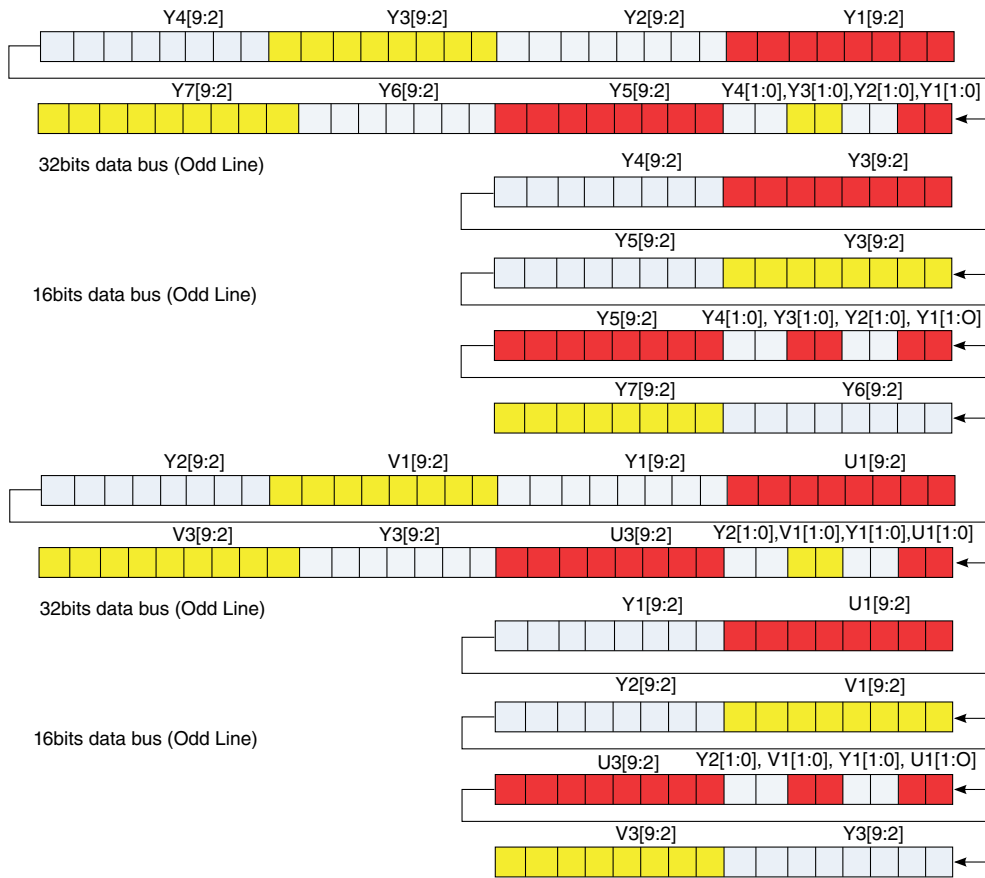 Y4[9:2] Y3[9:2] Y2[9:2] Y1[9:2]
Y7[9:2] Y6[9:2] Y5[9:2] Y4[1:0],Y3[1:0],Y2[1:0],Y1[1:0]
32bits data bus (Odd Line)
Y4[9:2] Y3[9:2]
Y5[9:2] Y3[9:2]
16bits data bus (Odd Line)
Y5[9:2] Y4[1:0], Y3[1:0], Y2[1:0], Y1[1:O]
Y7[9:2] Y6[9:2]
Y2[9:2] V1[9:2] Y1[9:2] U1[9:2]
V3[9:2] Y3[9:2] U3[9:2] Y2[1:0],V1[1:0],Y1[1:0],U1[1:0]
32bits data bus (Odd Line)
Y1[9:2] U1[9:2]
Y2[9:2] V1[9:2]
16bits data bus (Odd Line)
U3[9:2] Y2[1:0], V1[1:0], Y1[1:0], U1[1:O]
V3[9:2] Y3[9:2]